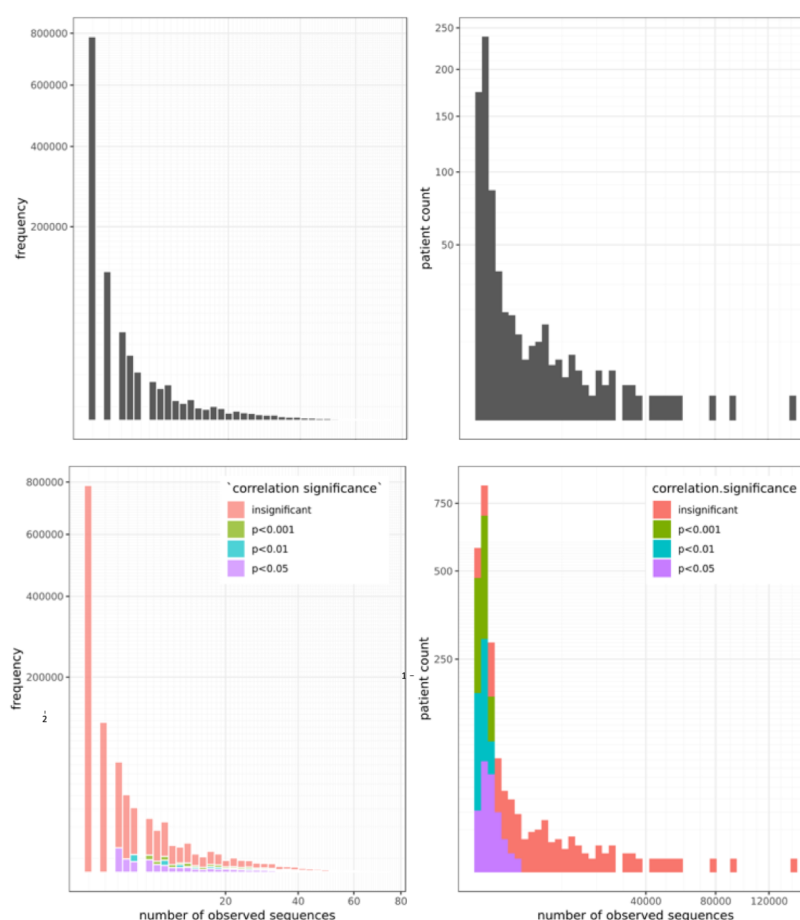 800000
600000
400000
200000
frequency
250
200
150
100
50
patient count
800000
600000
400000
200000
frequency
20
40
60
80
number of observed sequences
`correlation significance`
insignificant
p<0.001
p<0.01
p<0.05
2
1
750
500
250
patient count
40000
80000
120000
number of observed sequences
correlation.significance
insignificant
p<0.001
p<0.01
p<0.05